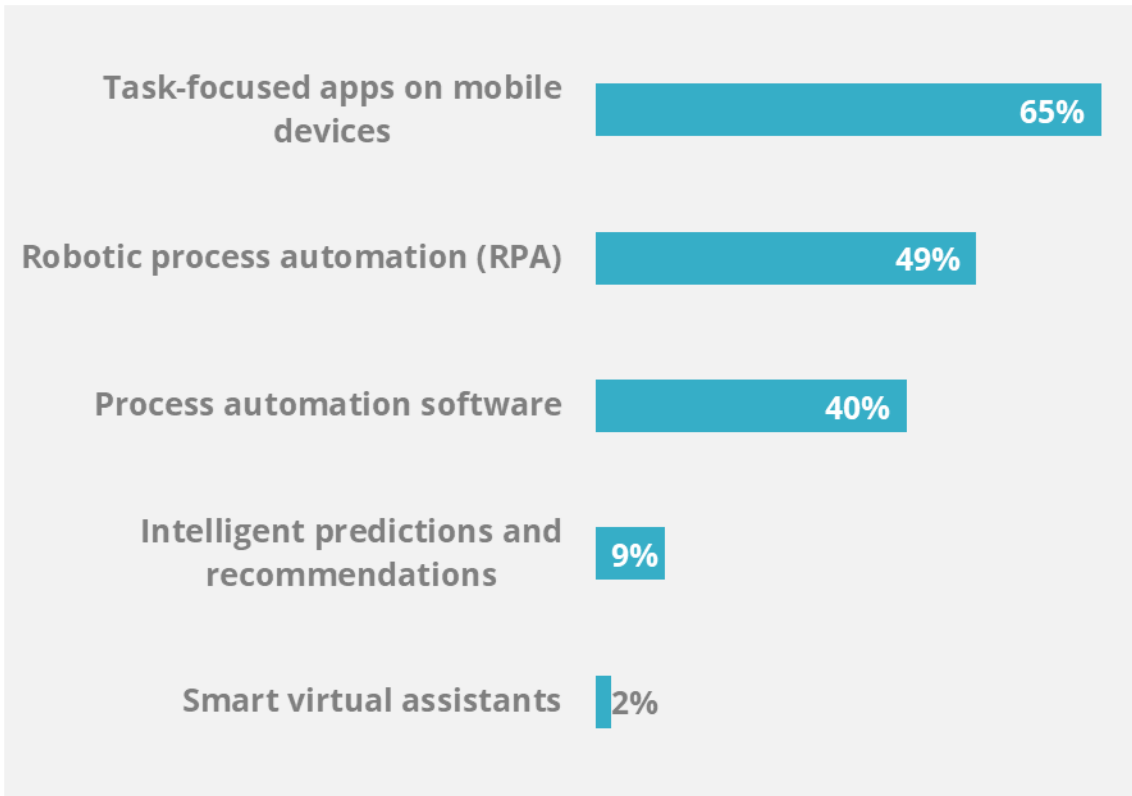 Task-focused apps on mobile
devices
65%
Robotic process automation (RPA)
49%
Process automation software
40%
Intelligent predictions and
recommendations
9%
Smart virtual assistants
2%